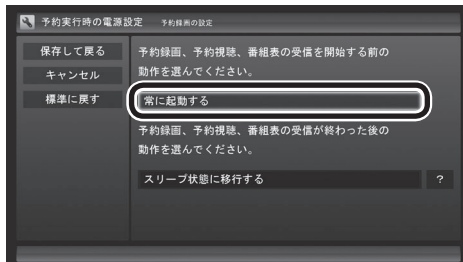 予約実行時の電源設定 予約録画の設定
保存して戻る
キャンセル
標準に戻す
予約録画、予約視聴、番組表の受信を開始する前の
動作を選んでください。
常に起動する
予約録画、予約視聴、番組表の受信が終わった後の
動作を選んでください。
スリープ状態に移行する ?